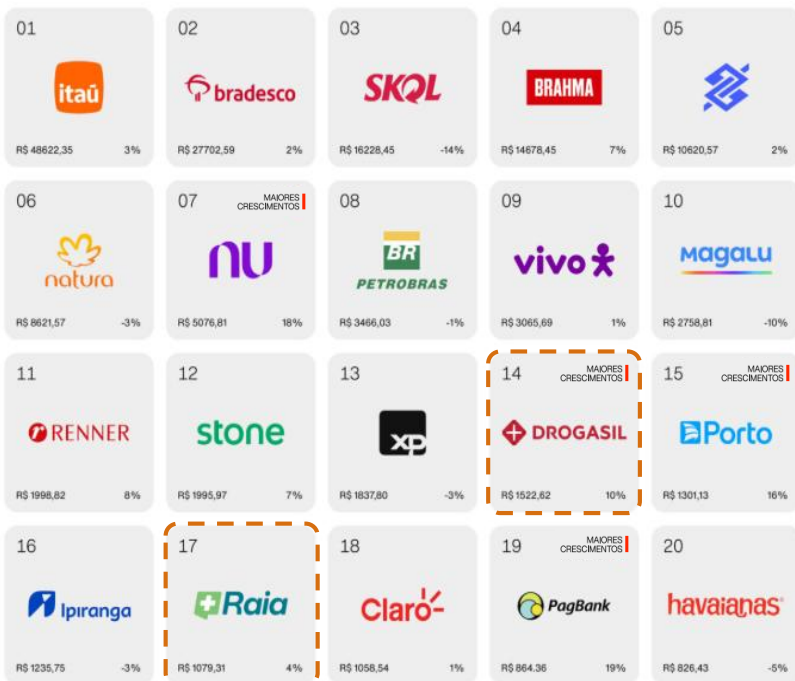 01 02 03 04 05
itaú bradesco SKOL BRAHMA
R$ 48622,35 3% R$ 27702,59 2% R$ 16228,45 -14% R$ 14678,45 7% R$ 10620,57 2%
06 07 MAIORES CRESCIMENTOS 08 09 10
natura nu BR PETROBRAS vivo Magalu
R$ 8621,57 -3% R$ 5076,81 18% R$ 3466,03 -1% R$ 3065,69 1% R$ 2758,81 -10%
11 12 13 14 MAIORES CRESCIMENTOS 15 MAIORES CRESCIMENTOS
RENNER stone xp DROGASIL Porto
R$ 1998,82 8% R$ 1995,97 7% R$ 1837,80 -3% R$ 1522,62 10% R$ 1301,13 16%
16 17 18 19 MAIORES CRESCIMENTOS 20
Ipiranga Raia Claro PagBank havaianas
R$ 1235,75 -3% R$ 1079,31 4% R$ 1058,54 1% R$ 864.36 19% R$ 826,43 -5%